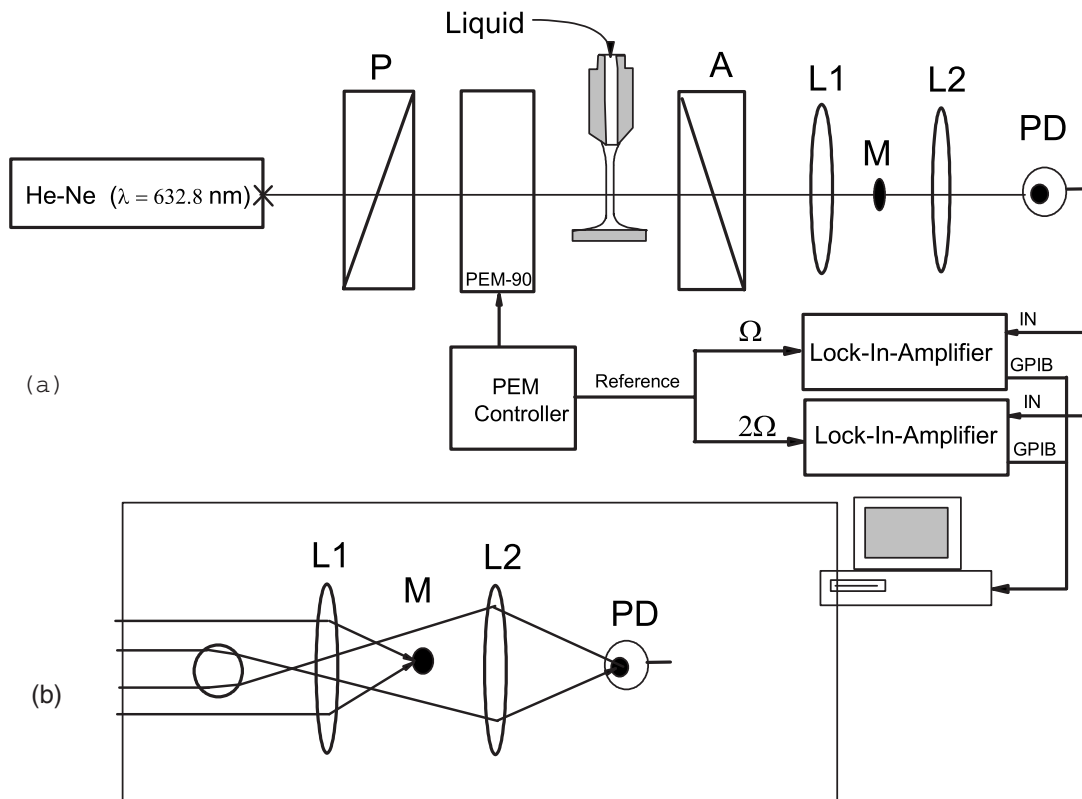 Liquid
P
A
L1
L2
M
PD
He-Ne (λ = 632.8 nm)
PEM-90
Ω
IN
Lock-In-Amplifier
GPIB
(a)
PEM
Controller
Reference
2Ω
IN
Lock-In-Amplifier
GPIB
L1
L2
M
PD
(b)